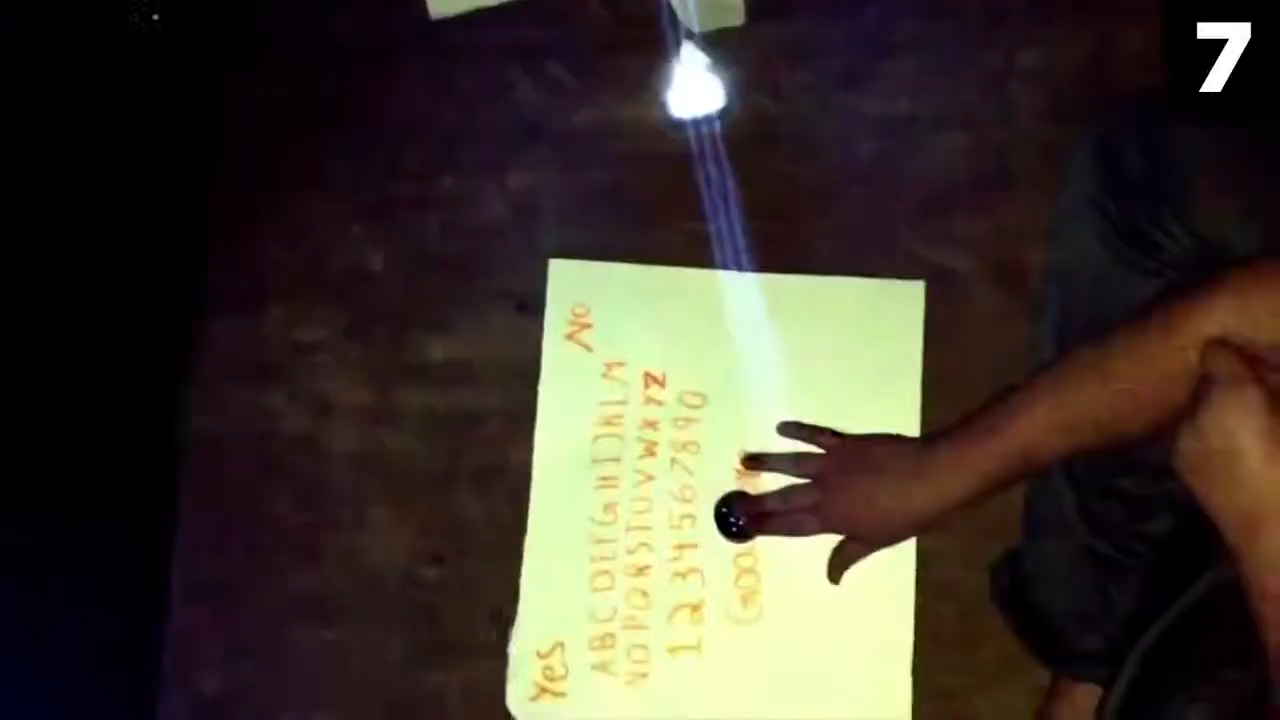 7
Yes No
ABCDEFGHIJKLM
NOPQRSTUVWXYZ
1234567890